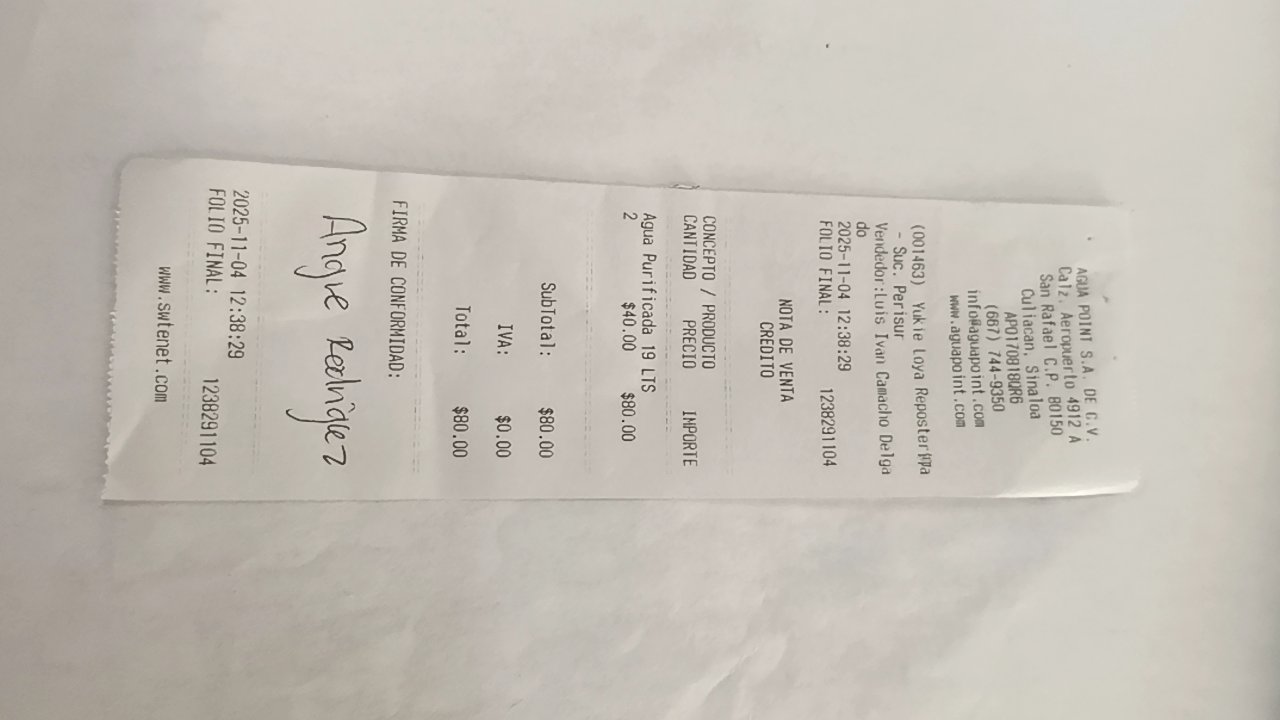 AGUA POINT S.A. DE C.V.
Calz. Aeropuerto 4912 A
San Rafael C.P. 80150
Culiacan, Sinaloa
APO170818QR6
(667) 744-9350
info@aguapoint.com
www.aguapoint.com
(001463) Yukie Loya Reposteria
- Suc. Perisur
Vendedor:Luis Ivan Camacho Delga
do
2025-11-04 12:38:29
FOLIO FINAL: 1238291104
NOTA DE VENTA
CREDITO
CONCEPTO / PRODUCTO
CANTIDAD PRECIO IMPORTE
Agua Purificada 19 LTS
2 $40.00 $80.00
SubTotal: $80.00
IVA: $0.00
Total: $80.00
FIRMA DE CONFORMIDAD:
Angie Rodriguez
2025-11-04 12:38:29
FOLIO FINAL: 1238291104
www.swtenet.com